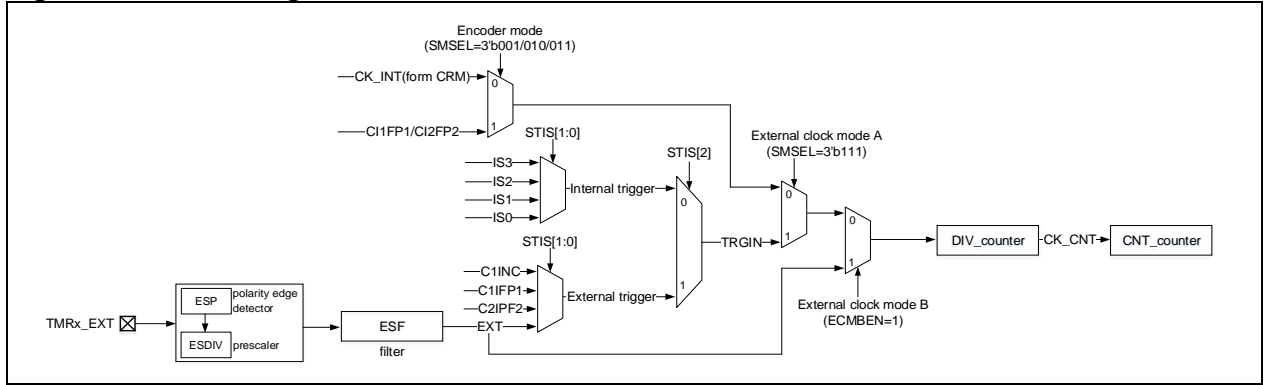 Encoder mode
(SMSEL=3'b001/010/011)
CK_INT(form CRM)
0
CI1FP1/CI2FP2
1
STIS[1:0]
External clock mode A
(SMSEL=3'b111)
STIS[2]
IS3
IS2
Internal trigger
IS1
IS0
0
0
0
DIV_counter
CK_CNT
CNT_counter
STIS[1:0]
TRGIN
1
1
C1INC
C1IFP1
External trigger
C2IPF2
1
EXT
External clock mode B
(ECMBEN=1)
TMRx_EXT
ESP
polarity edge
detector
ESDIV
prescaler
ESF
filter